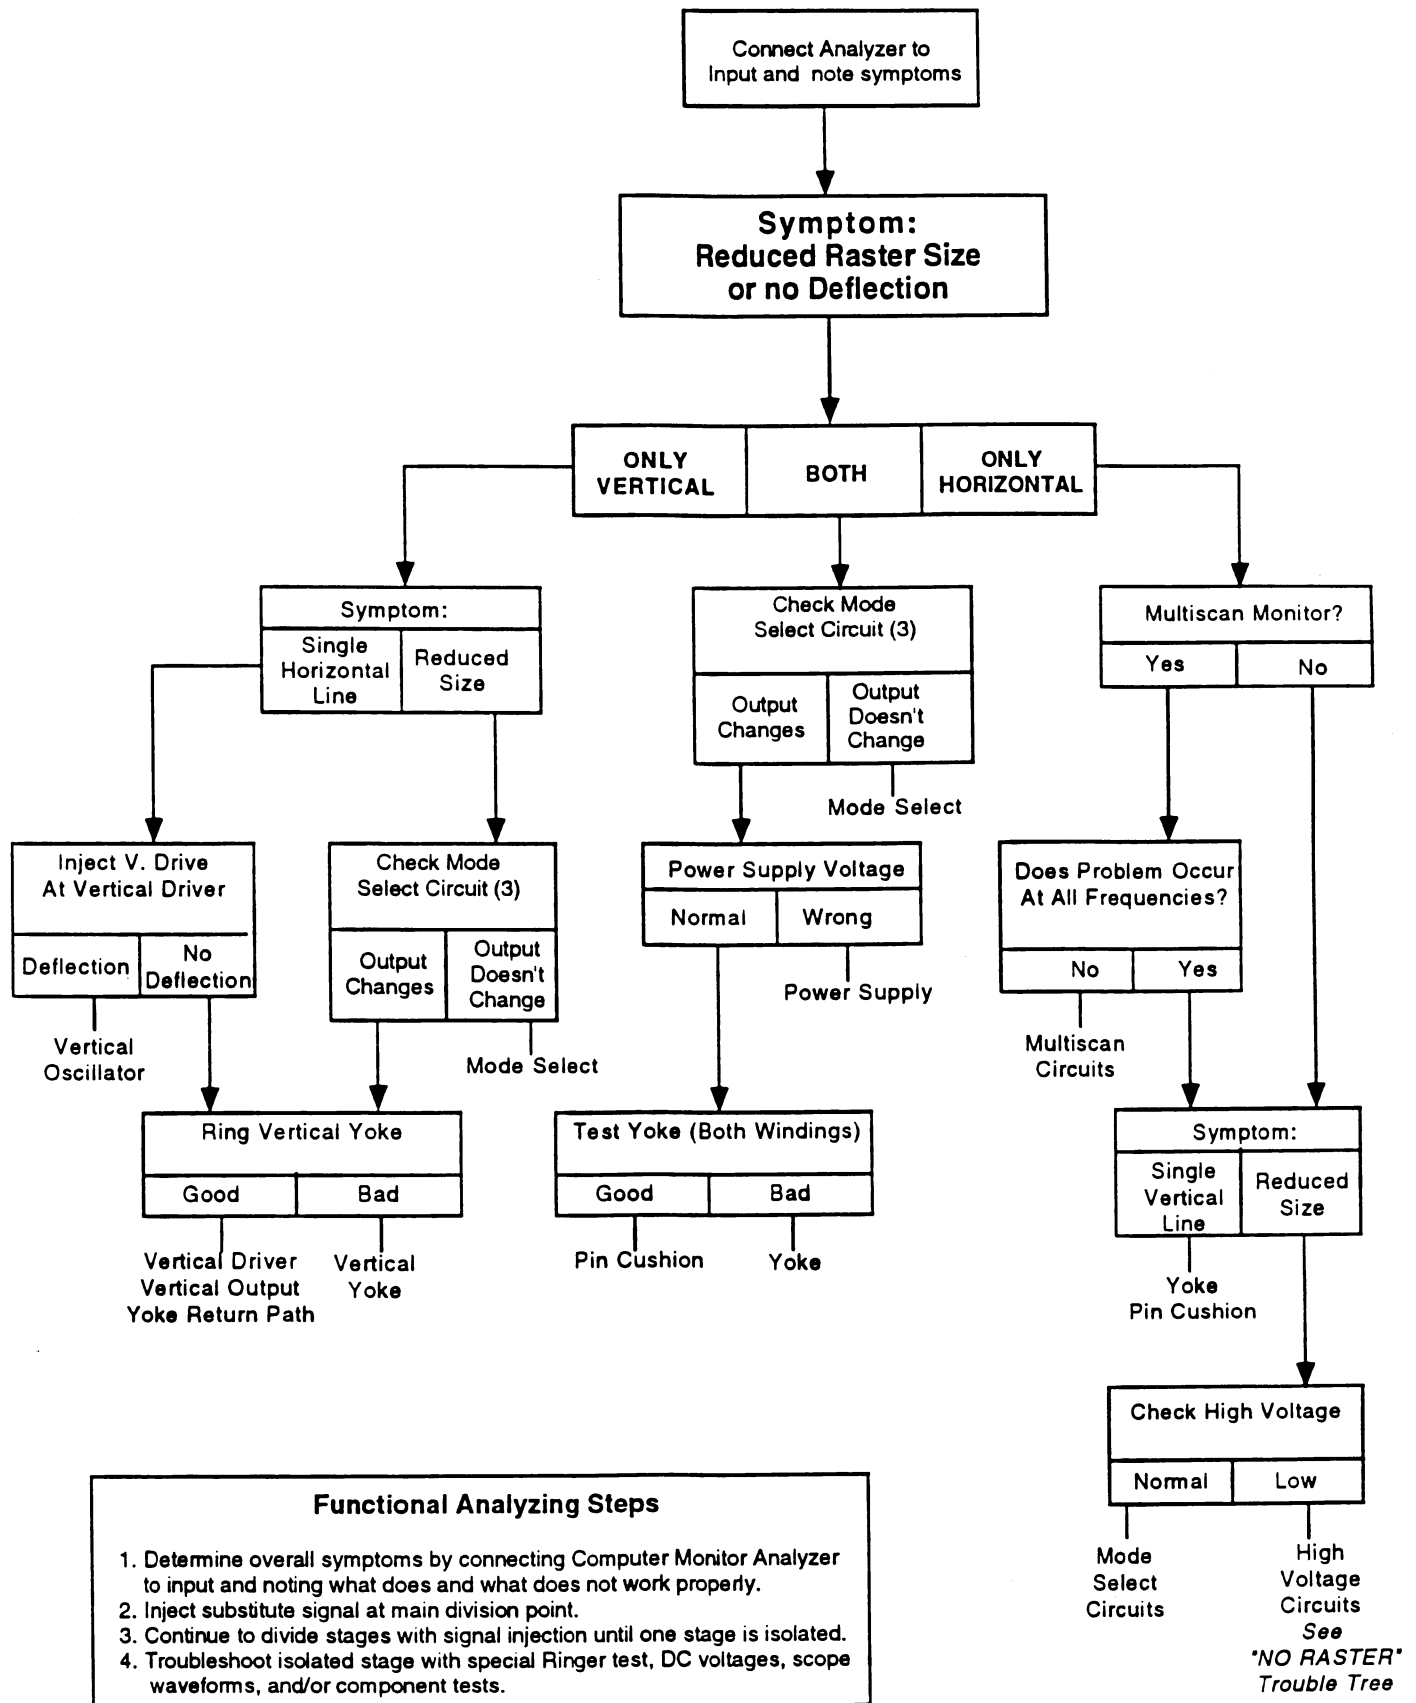 Connect Analyzer to
Input and note symptoms
Symptom:
Reduced Raster Size
or no Deflection
ONLY
VERTICAL
BOTH
ONLY
HORIZONTAL
Symptom:
Single
Horizontal
Line
Reduced
Size
Check Mode
Select Circuit (3)
Output
Changes
Output
Doesn't
Change
Mode Select
Multiscan Monitor?
Yes
No
Inject V. Drive
At Vertical Driver
Deflection
No
Deflection
Vertical
Oscillator
Check Mode
Select Circuit (3)
Output
Changes
Output
Doesn't
Change
Mode Select
Power Supply Voltage
Normal
Wrong
Power Supply
Does Problem Occur
At All Frequencies?
No
Yes
Multiscan
Circuits
Ring Vertical Yoke
Good
Bad
Vertical Driver
Vertical Output
Yoke Return Path
Vertical
Yoke
Test Yoke (Both Windings)
Good
Bad
Pin Cushion
Yoke
Symptom:
Single
Vertical
Line
Reduced
Size
Yoke
Pin Cushion
Check High Voltage
Normal
Low
Mode
Select
Circuits
High
Voltage
Circuits
See
"NO RASTER"
Trouble Tree
Functional Analyzing Steps
1. Determine overall symptoms by connecting Computer Monitor Analyzer
to input and noting what does and what does not work properly.
2. Inject substitute signal at main division point.
3. Continue to divide stages with signal injection until one stage is isolated.
4. Troubleshoot isolated stage with special Ringer test, DC voltages, scope
waveforms, and/or component tests.